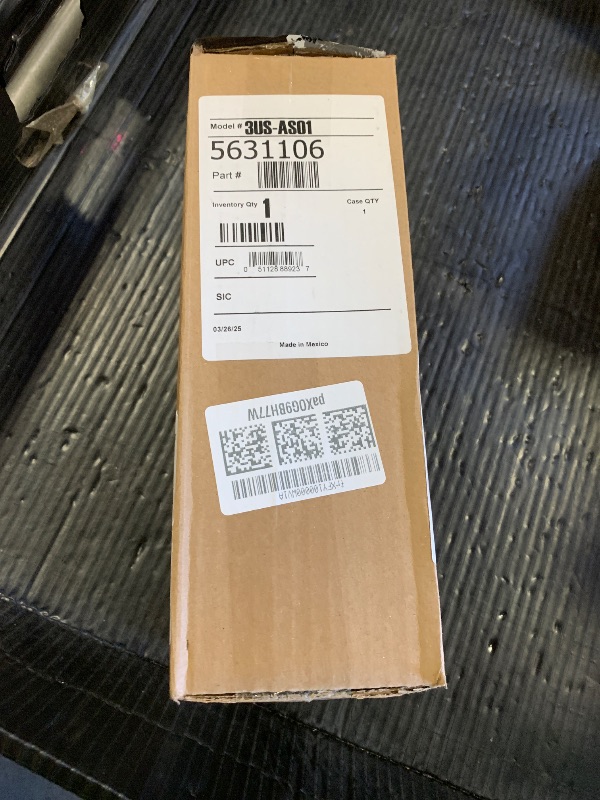 Model # 3US-AS01
5631106
Part #
Inventory Qty 1
Case QTY
1
UPC
0 51128 88923 7
SIC
03/26/25
Made in Mexico
paXOG9BH77W